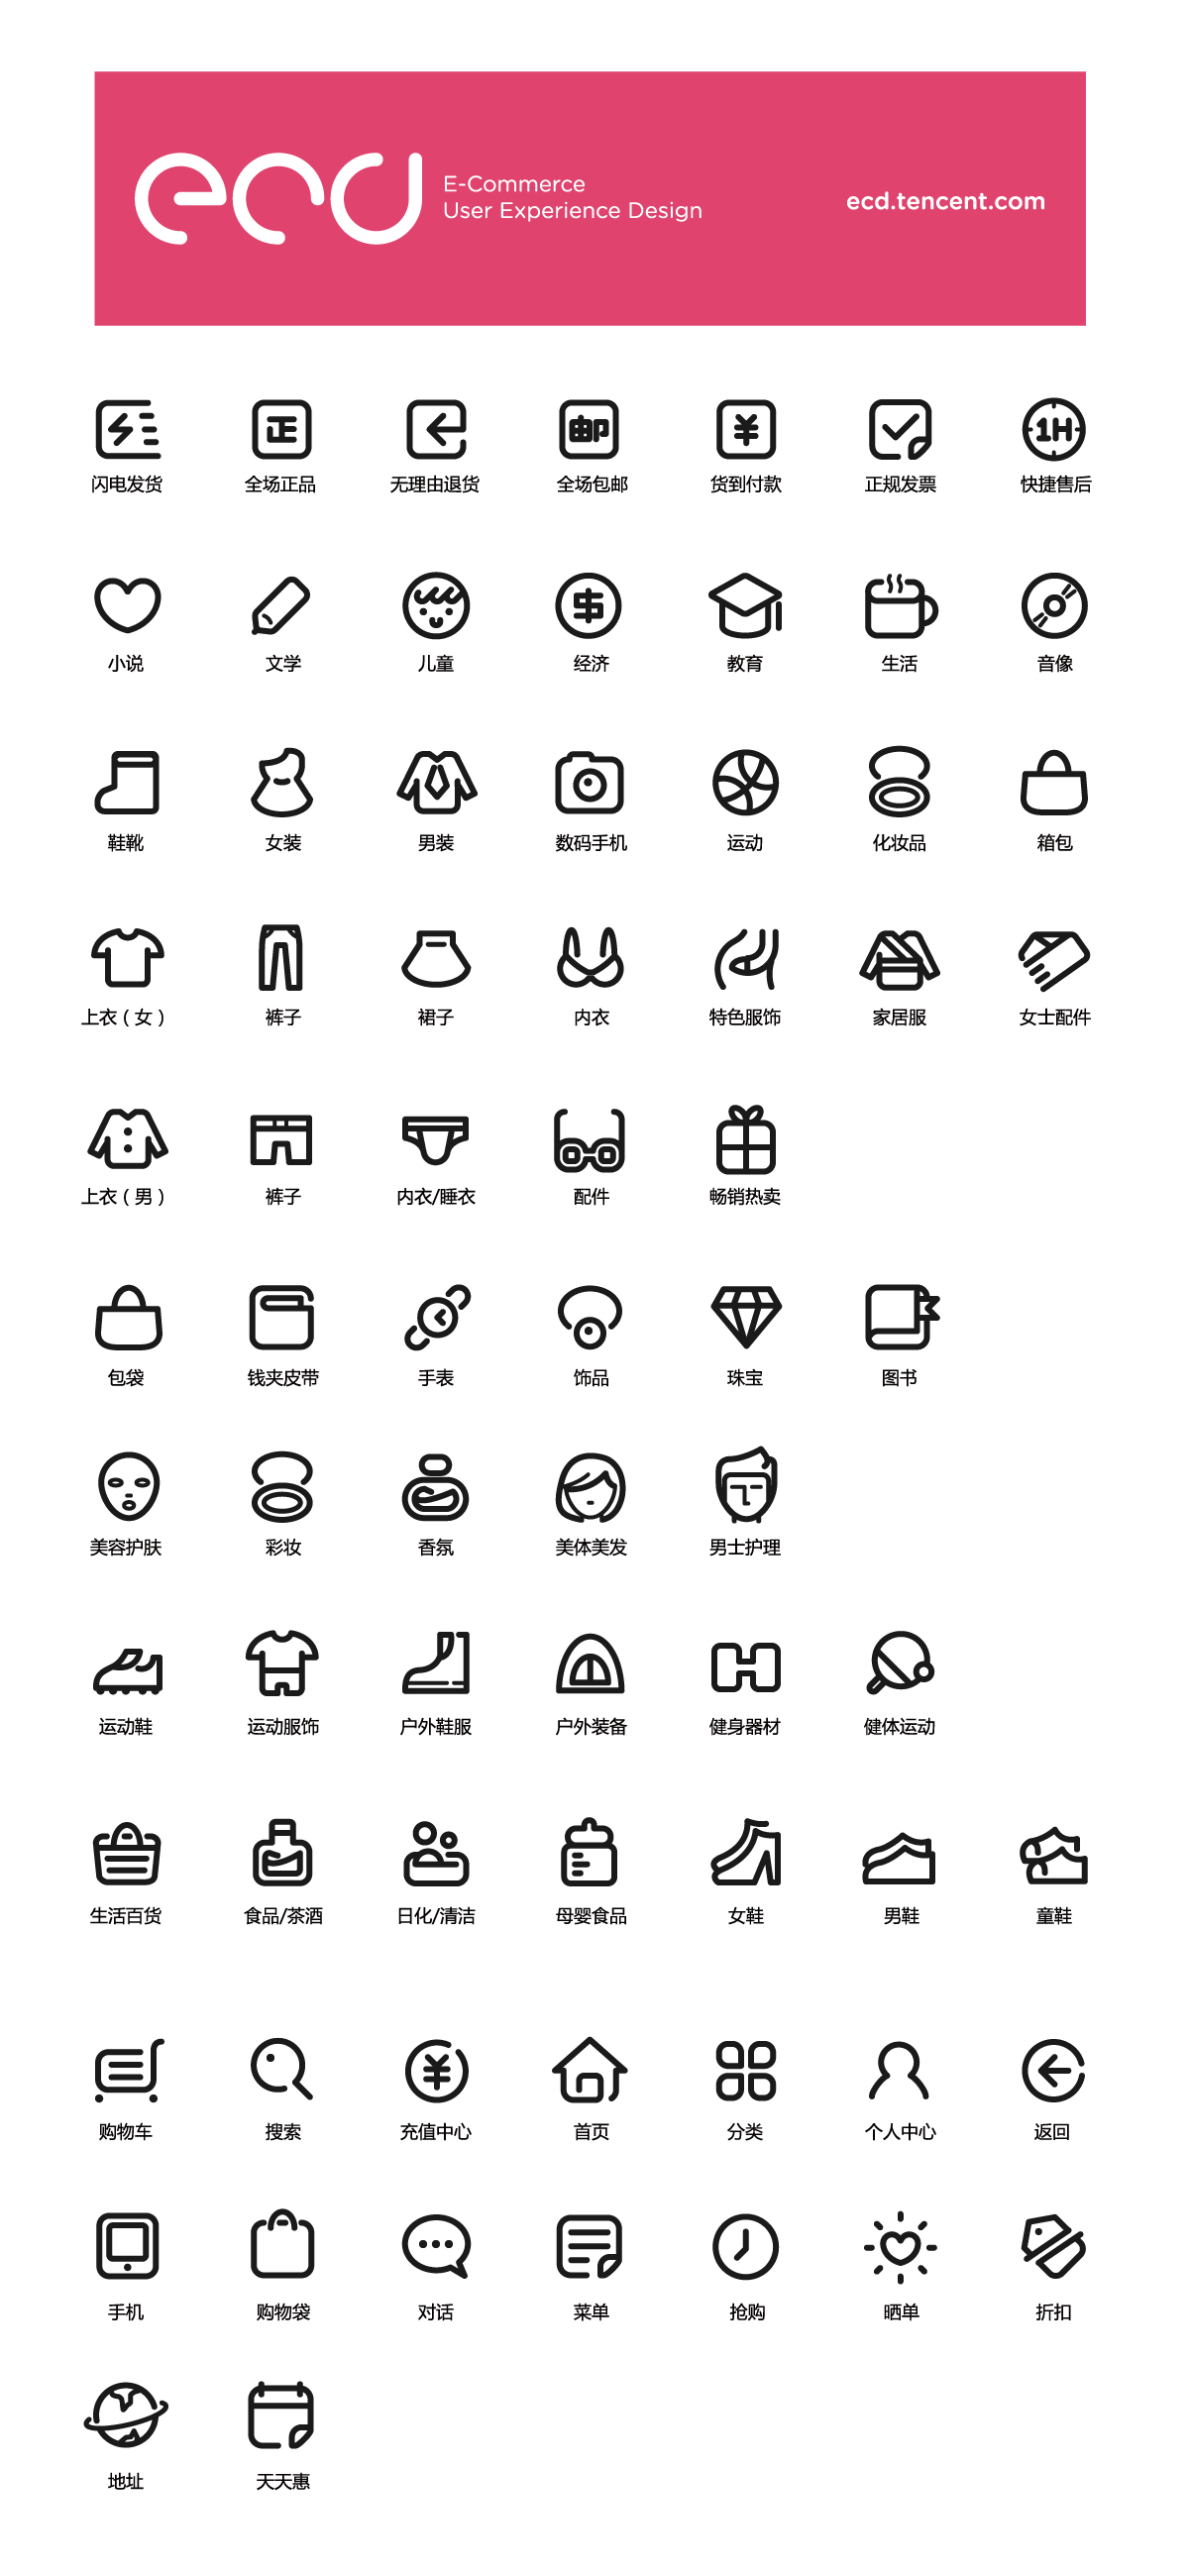 ecd
E-Commerce
User Experience Design
ecd.tencent.com
正
邮
¥
1H
闪电发货
全场正品
无理由退货
全场包邮
货到付款
正规发票
快捷售后
小说
文学
儿童
经济
教育
生活
音像
鞋靴
女装
男装
数码手机
运动
化妆品
箱包
上衣(女)
裤子
裙子
内衣
特色服饰
家居服
女士配件
上衣(男)
裤子
内衣/睡衣
配件
畅销热卖
包袋
钱夹皮带
手表
饰品
珠宝
图书
美容护肤
彩妆
香氛
美体美发
男士护理
运动鞋
运动服饰
户外鞋服
户外装备
健身器材
健体运动
生活百货
食品/茶酒
日化/清洁
母婴食品
女鞋
男鞋
童鞋
¥
购物车
搜索
充值中心
首页
分类
个人中心
返回
手机
购物袋
对话
菜单
抢购
晒单
折扣
地址
天天惠